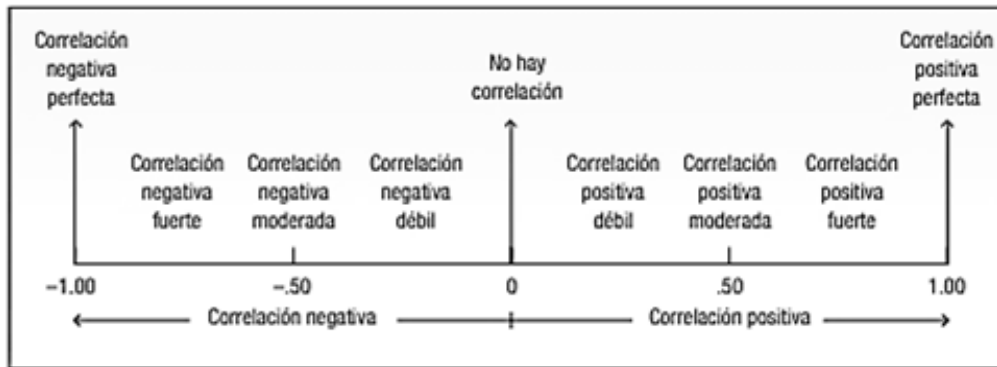 Correlación
negativa
perfecta
No hay
correlación
Correlación
positiva
perfecta
Correlación
negativa
fuerte
Correlación
negativa
moderada
Correlación
negativa
débil
Correlación
positiva
débil
Correlación
positiva
moderada
Correlación
positiva
fuerte
−1.00
−.50
0
.50
1.00
Correlación negativa
Correlación positiva